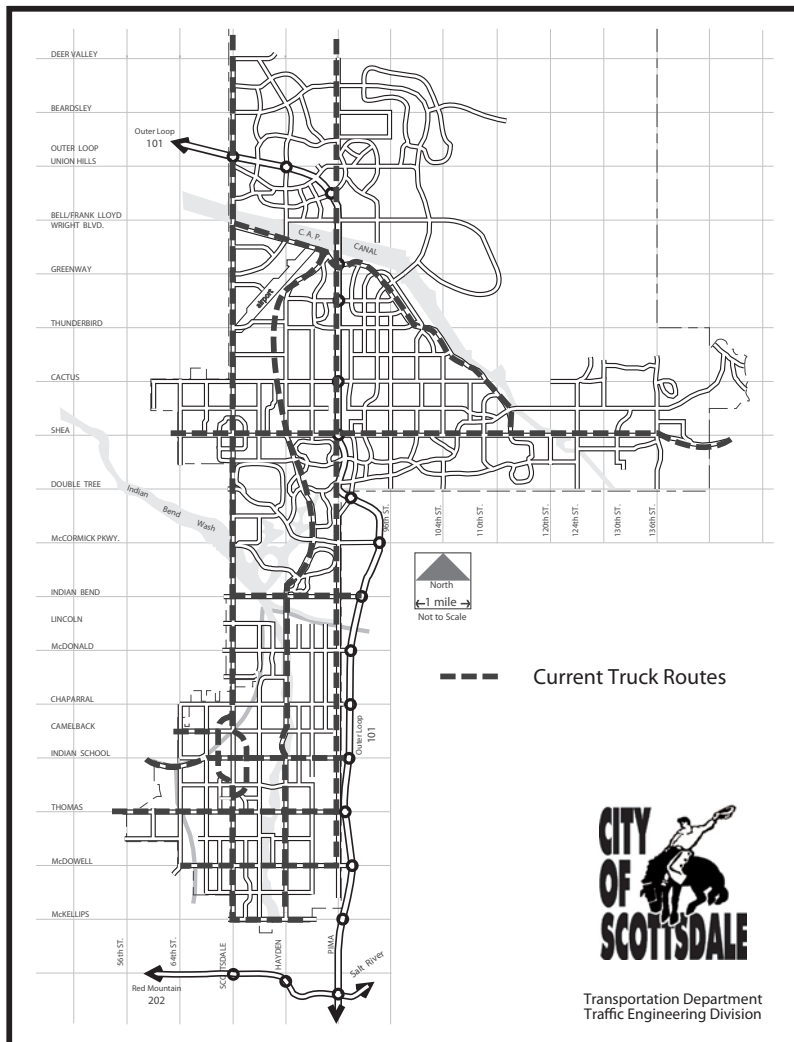 DEER VALLEY
BEARDSLEY
Outer Loop
101
OUTER LOOP
UNION HILLS
BELL/FRANK LLOYD
WRIGHT BLVD.
C. A. P.
CANAL
GREENWAY
airport
THUNDERBIRD
CACTUS
SHEA
DOUBLE TREE
Indian
Bend
Wash
96th ST.
104th ST.
110th ST.
120th ST.
124th ST.
130th ST.
136th ST.
McCORMICK PKWY.
North
1 mile
Not to Scale
INDIAN BEND
LINCOLN
McDONALD
Current Truck Routes
CHAPARRAL
CAMELBACK
Outer Loop
101
INDIAN SCHOOL
THOMAS
McDOWELL
McKELLIPS
56th ST.
64th ST.
SCOTTSDALE
HAYDEN
PIMA
Salt River
Red Mountain
202
CITY
OF
SCOTTSDALE
Transportation Department
Traffic Engineering Division